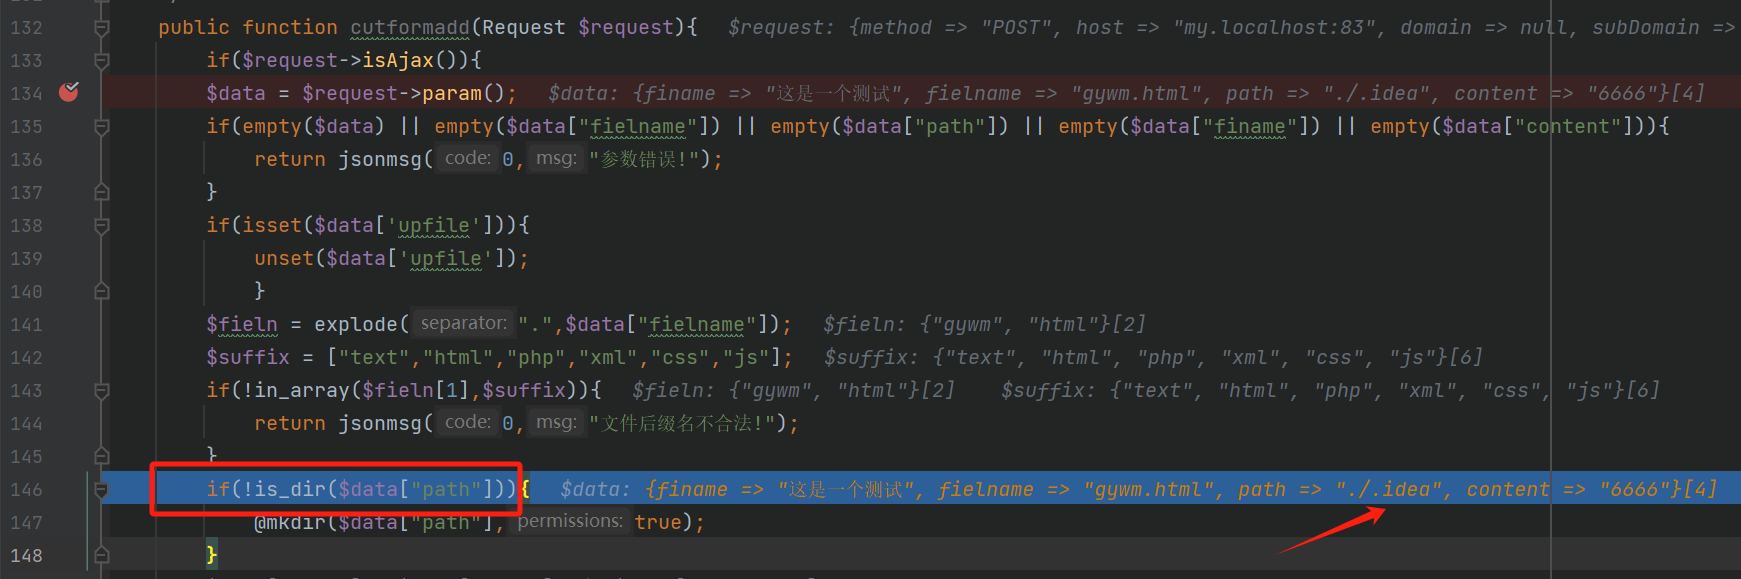 132 public function cutformadd(Request $request){ $request: {method => "POST", host => "my.localhost:83", domain => null, subDomain =>
133 if($request->isAjax()){
134 $data = $request->param(); $data: {finame => "这是一个测试", fielname => "gywm.html", path => "./.idea", content => "6666"}[4]
135 if(empty($data) || empty($data["fielname"]) || empty($data["path"]) || empty($data["finame"]) || empty($data["content"])){
136 return jsonmsg( code: 0, msg: "参数错误!");
137 }
138 if(isset($data['upfile'])){
139 unset($data['upfile']);
140 }
141 $fieln = explode( separator: ".",$data["fielname"]); $fieln: {"gywm", "html"}[2]
142 $suffix = ["text","html","php","xml","css","js"]; $suffix: {"text", "html", "php", "xml", "css", "js"}[6]
143 if(!in_array($fieln[1],$suffix)){ $fieln: {"gywm", "html"}[2] $suffix: {"text", "html", "php", "xml", "css", "js"}[6]
144 return jsonmsg( code: 0, msg: "文件后缀名不合法!");
145 }
146 if(!is_dir($data["path"])){ $data: {finame => "这是一个测试", fielname => "gywm.html", path => "./.idea", content => "6666"}[4]
147 @mkdir($data["path"], permissions: true);
148 }